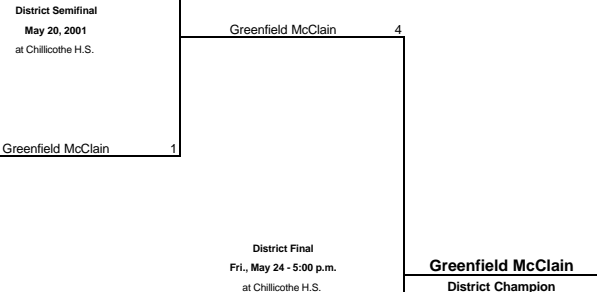 District Semifinal
May 20, 2001
at Chillicothe H.S.
Greenfield McClain 4
Greenfield McClain 1
District Final
Fri., May 24 - 5:00 p.m.
at Chillicothe H.S.
Greenfield McClain
District Champion